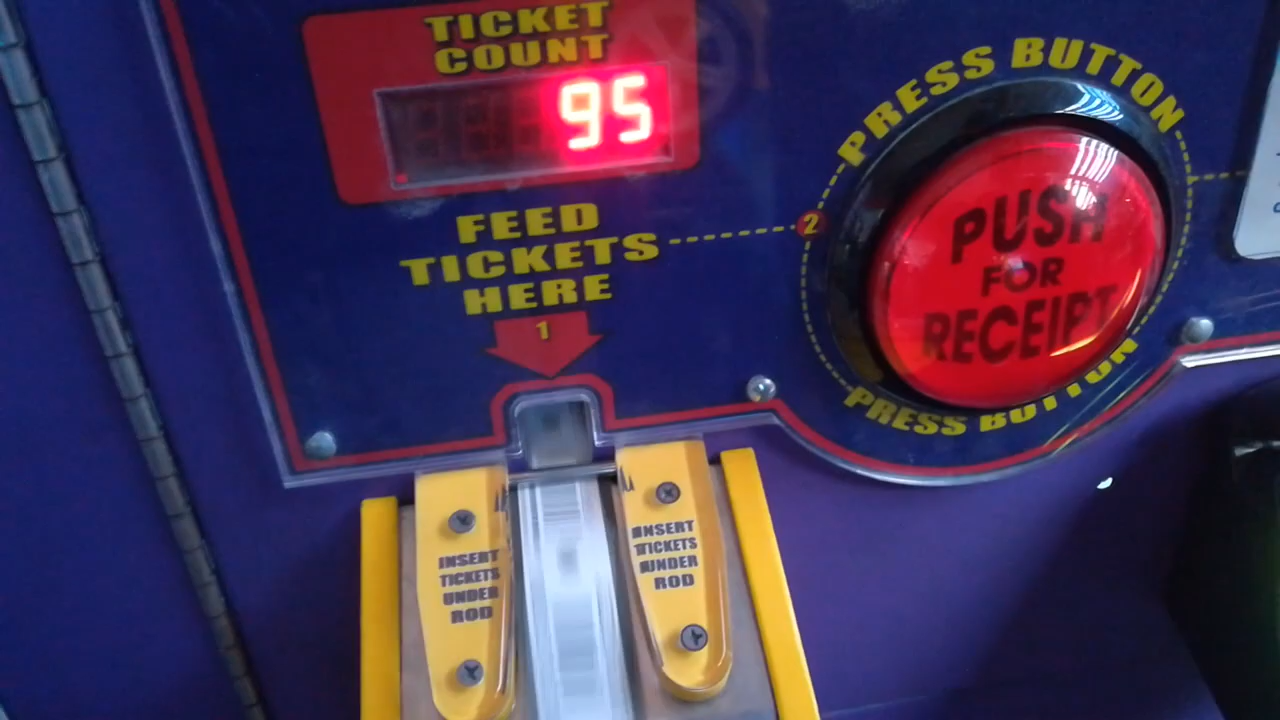 TICKET
COUNT
95
FEED
TICKETS
HERE
1
2
PRESS BUTTON
PUSH
FOR
RECEIPT
PRESS BUTTON
INSERT
TICKETS
UNDER
ROD
INSERT
TICKETS
UNDER
ROD